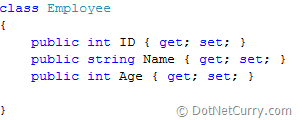 class Employee
{
    public int ID { get; set; }
    public string Name { get; set; }
    public int Age { get; set; }
}
© DotNetCurry.com